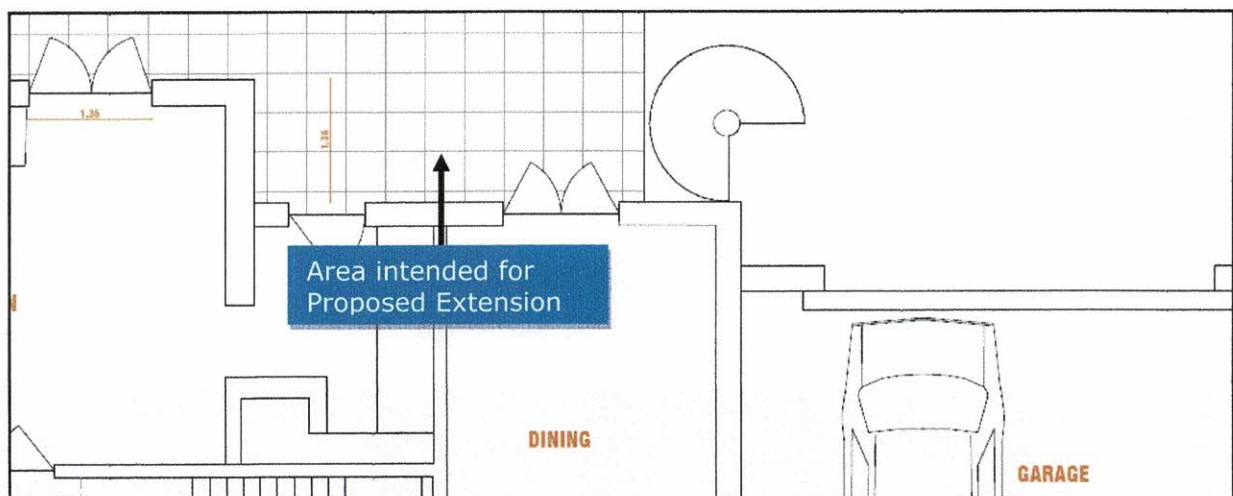 1,36
1,36
Area intended for
Proposed Extension
N
DINING
GARAGE